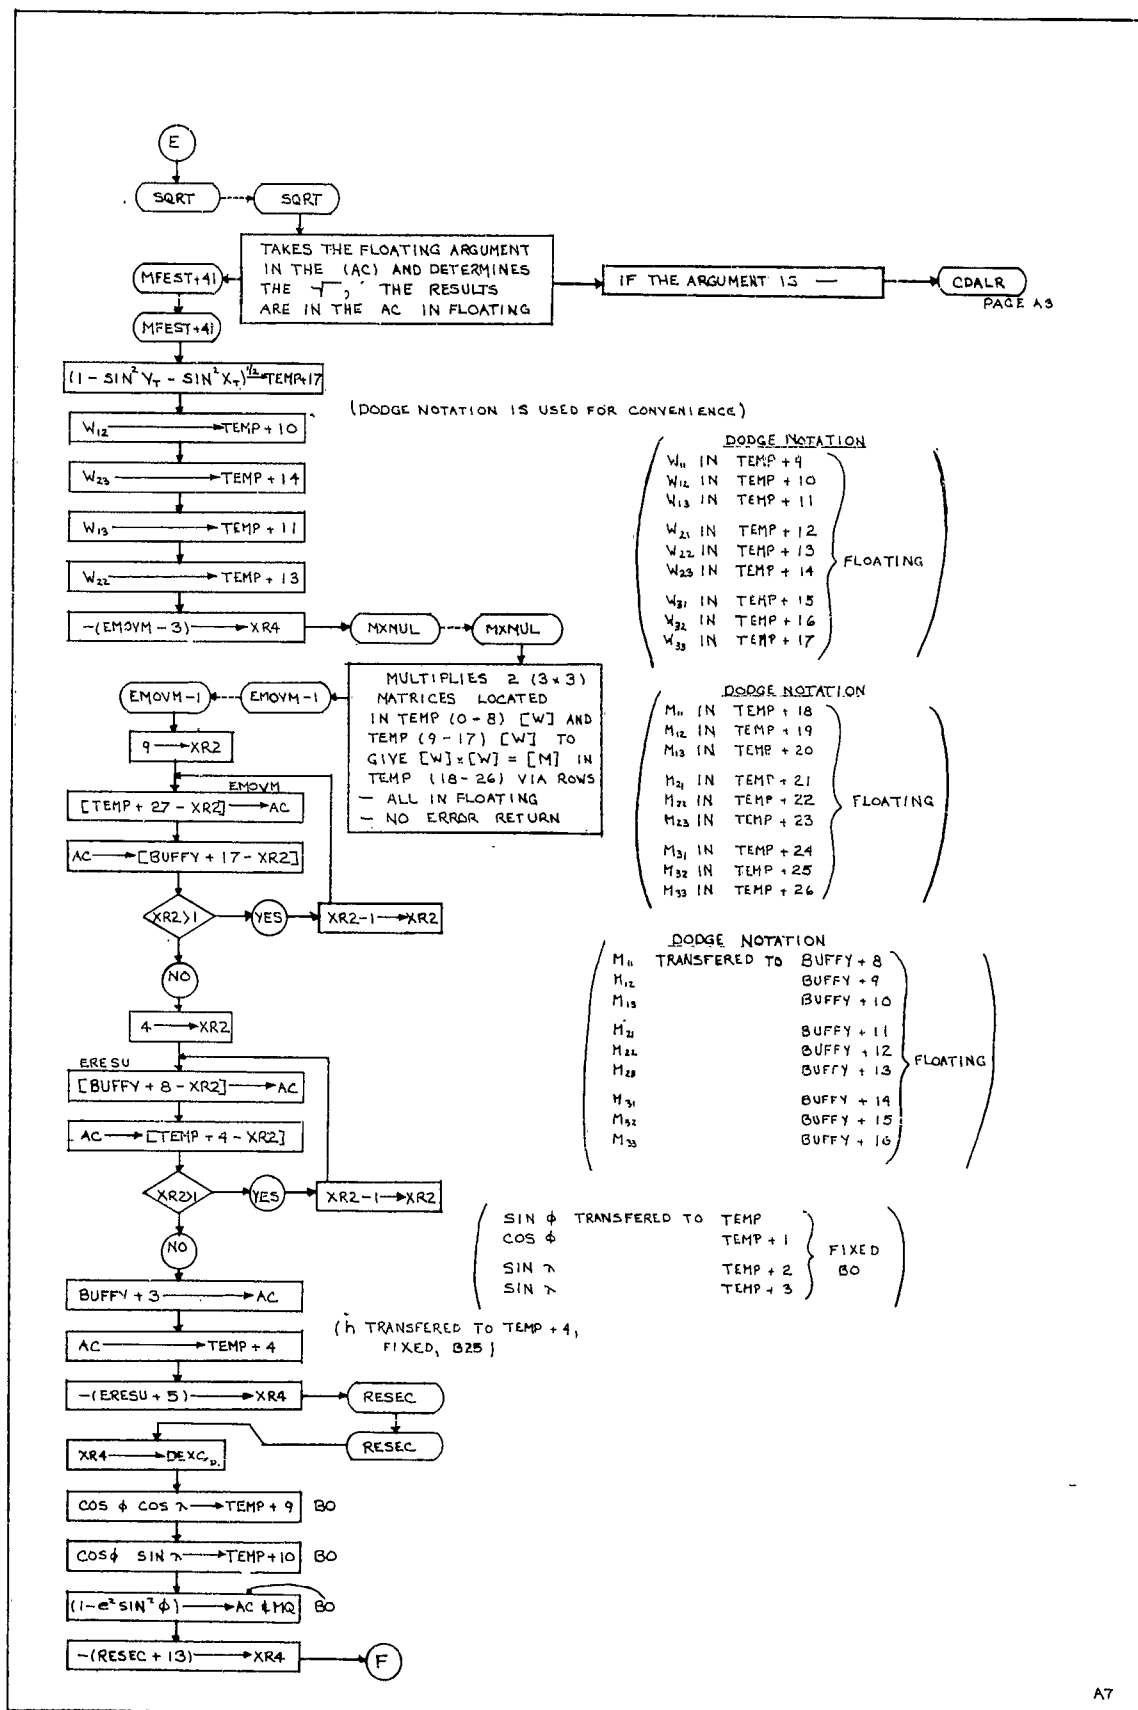 E
SQRT
SQRT
TAKES THE FLOATING ARGUMENT
IN THE (AC) AND DETERMINES
THE √‾, THE RESULTS
ARE IN THE AC IN FLOATING
IF THE ARGUMENT IS —
CDALR
PAGE A3
MFEST+41
MFEST+41
(1 - SIN² Y_T - SIN² X_T)^1/2 → TEMP+17
(DODGE NOTATION IS USED FOR CONVENIENCE)
W₁₂ → TEMP + 10
W₂₃ → TEMP + 14
W₁₃ → TEMP + 11
W₂₂ → TEMP + 13
-(EMOVM - 3) → XR4
MXMUL
MXMUL
DODGE NOTATION
W₁₁ IN TEMP + 9
W₁₂ IN TEMP + 10
W₁₃ IN TEMP + 11
W₂₁ IN TEMP + 12
W₂₂ IN TEMP + 13
W₂₃ IN TEMP + 14
W₃₁ IN TEMP + 15
W₃₂ IN TEMP + 16
W₃₃ IN TEMP + 17
FLOATING
MULTIPLIES 2 (3 x 3)
MATRICES LOCATED
IN TEMP (0 - 8) [W] AND
TEMP (9 - 17) [W] TO
GIVE [W] x [W] = [M] IN
TEMP (18 - 26) VIA ROWS
— ALL IN FLOATING
— NO ERROR RETURN
EMOVM - 1
EMOVM - 1
9 → XR2
EMOVM
[TEMP + 27 - XR2] → AC
AC → [BUFFY + 17 - XR2]
XR2>1
YES
XR2 - 1 → XR2
NO
DODGE NOTATION
M₁₁ IN TEMP + 18
M₁₂ IN TEMP + 19
M₁₃ IN TEMP + 20
M₂₁ IN TEMP + 21
M₂₂ IN TEMP + 22
M₂₃ IN TEMP + 23
M₃₁ IN TEMP + 24
M₃₂ IN TEMP + 25
M₃₃ IN TEMP + 26
FLOATING
DODGE NOTATION
M₁₁ TRANSFERED TO BUFFY + 8
M₁₂ BUFFY + 9
M₁₃ BUFFY + 10
M₂₁ BUFFY + 11
M₂₂ BUFFY + 12
M₂₃ BUFFY + 13
M₃₁ BUFFY + 14
M₃₂ BUFFY + 15
M₃₃ BUFFY + 16
FLOATING
4 → XR2
ERESU
[BUFFY + 8 - XR2] → AC
AC → [TEMP + 4 - XR2]
XR2>1
YES
XR2 - 1 → XR2
NO
SIN ϕ TRANSFERED TO TEMP
COS ϕ TEMP + 1
SIN λ TEMP + 2
SIN λ TEMP + 3
FIXED
B0
BUFFY + 3 → AC
AC → TEMP + 4
(h TRANSFERED TO TEMP + 4,
FIXED, B25)
-(ERESU + 5) → XR4
RESEC
RESEC
XR4 → DEXC_D.
COS ϕ COS λ → TEMP + 9 B0
COS ϕ SIN λ → TEMP + 10 B0
(1 - e² SIN² ϕ) → AC & MQ B0
-(RESEC + 13) → XR4
F
A7